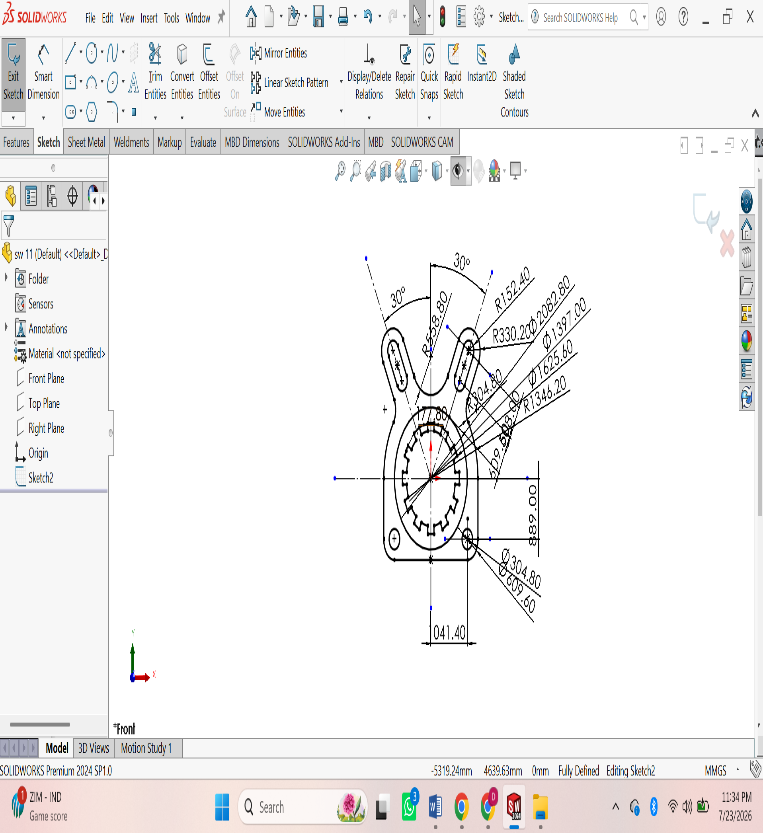 SOLIDWORKS
File Edit View Insert Tools Window
Sketch... Search SOLIDWORKS Help
Exit Sketch
Smart Dimension
Trim Entities
Convert Entities
Offset Entities
Offset On Surface
Mirror Entities
Linear Sketch Pattern
Move Entities
Display/Delete Relations
Repair Sketch
Quick Snaps
Rapid Sketch
Instant2D
Shaded Sketch Contours
Features Sketch Sheet Metal Weldments Markup Evaluate MBD Dimensions SOLIDWORKS Add-Ins MBD SOLIDWORKS CAM
sw 11 (Default) <<Default>_D
Folder
Sensors
Annotations
Material <not specified>
Front Plane
Top Plane
Right Plane
Origin
Sketch2
30°
30°
R152.40
R330.20
Ø2082.80
Ø1397.00
Ø1625.60
R1346.20
R304.80
177.80
889.00
Ø304.80
Ø609.60
041.40
Y
X
*Front
Model 3D Views Motion Study 1
SOLIDWORKS Premium 2024 SP1.0 -5319.24mm 4639.63mm 0mm Fully Defined Editing Sketch2 MMGS
1
ZIM - IND
Game score
Search
3
D
11:34 PM
7/23/2026